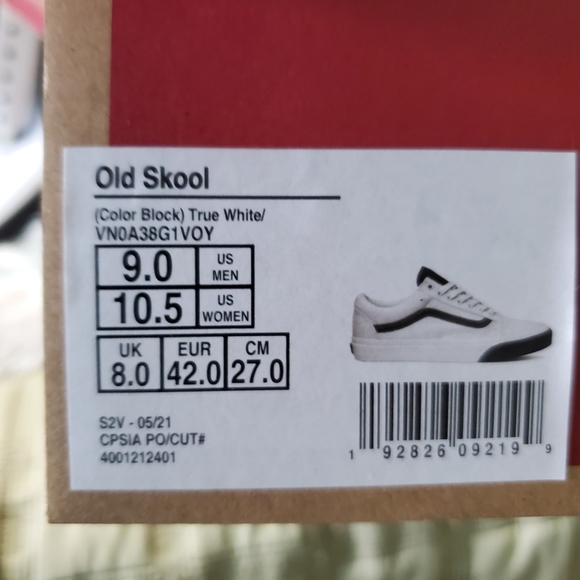 Old Skool
(Color Block) True White/
VN0A38G1VOY
9.0 US MEN
10.5 US WOMEN
UK EUR CM
8.0 42.0 27.0
S2V - 05/21
CPSIA PO/CUT#
4001212401
1 92826 09219 9